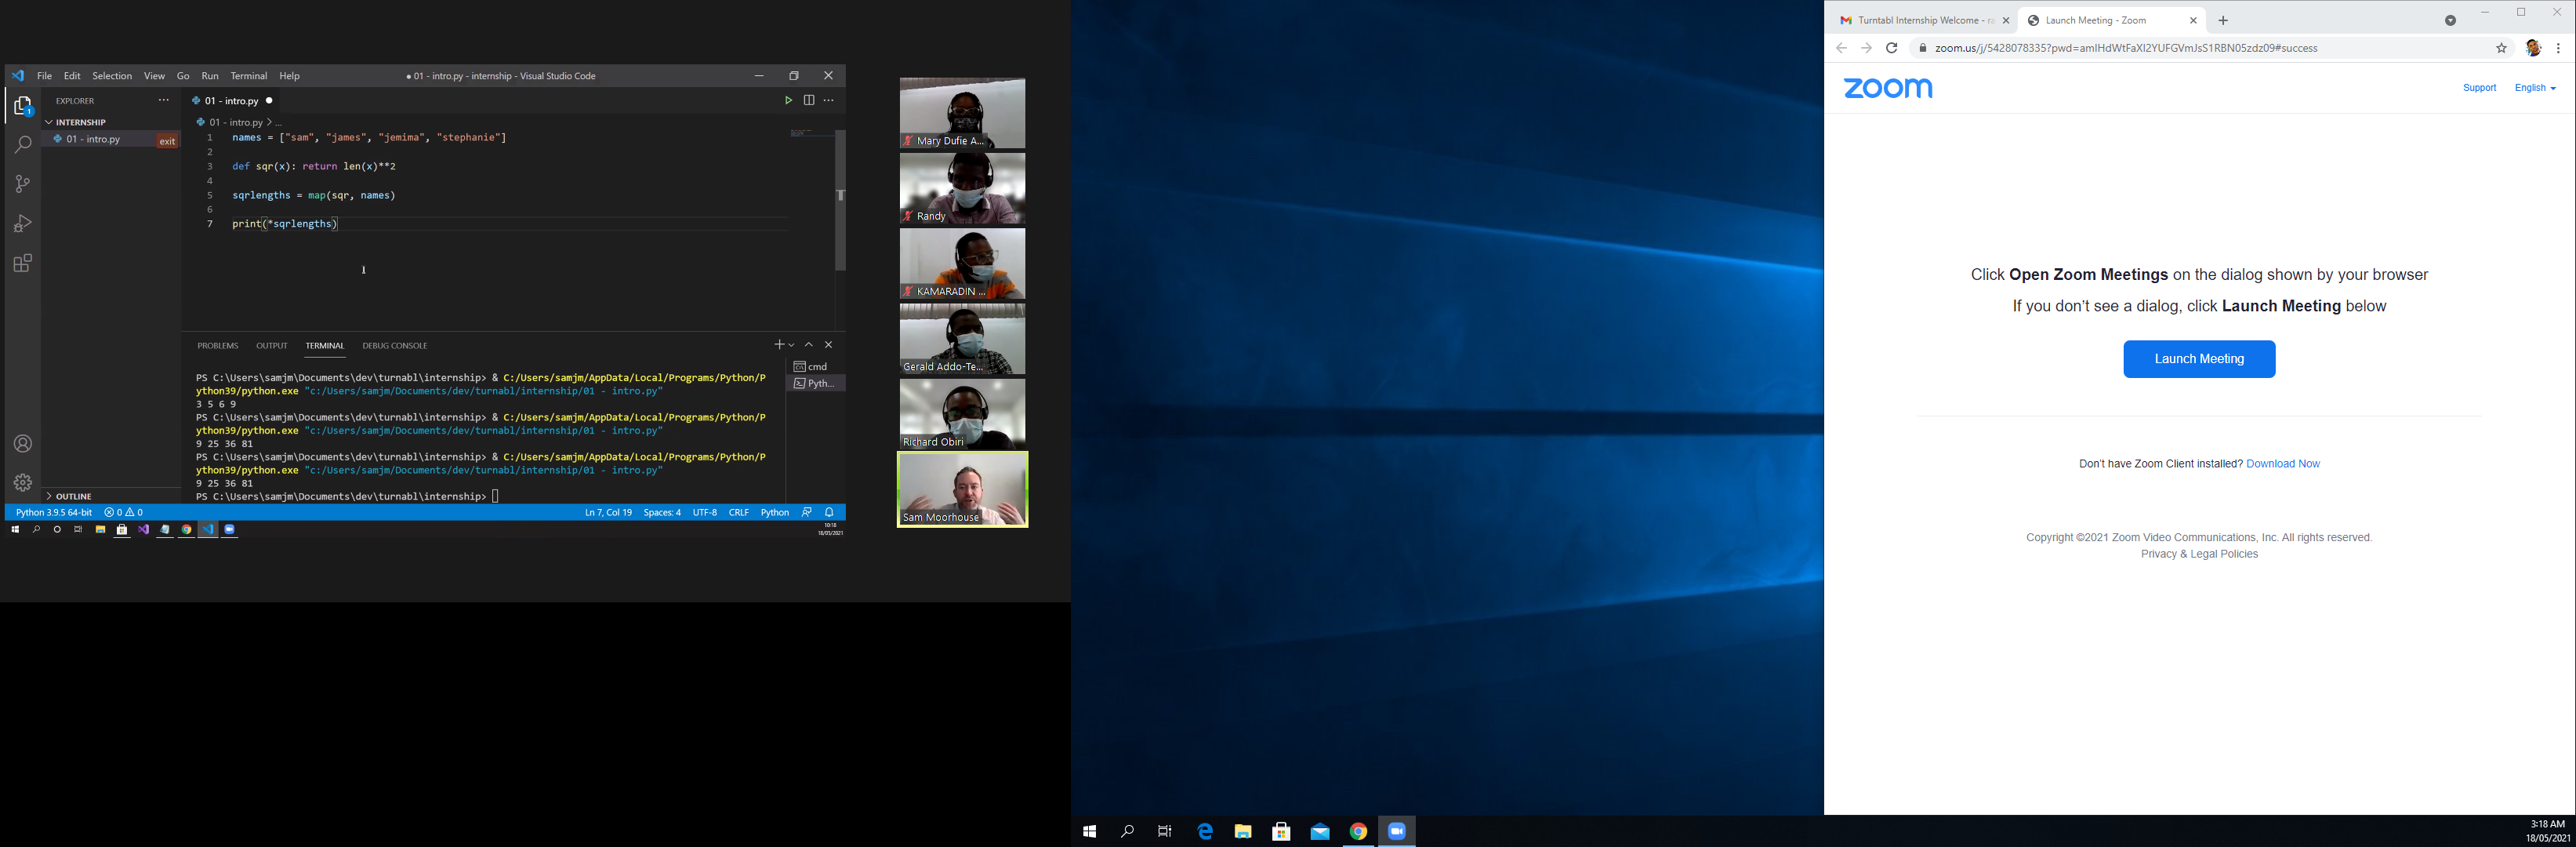 File Edit Selection View Go Run Terminal Help
● 01 - intro.py - internship - Visual Studio Code
EXPLORER
INTERNSHIP
01 - intro.py
exit
1
OUTLINE
01 - intro.py
01 - intro.py > ...
1 names = ["sam", "james", "jemima", "stephanie"]
2
3 def sqr(x): return len(x)**2
4
5 sqrlengths = map(sqr, names)
6
7 print(*sqrlengths)
PROBLEMS OUTPUT TERMINAL DEBUG CONSOLE
PS C:\Users\samjm\Documents\dev\turnabl\internship> & C:/Users/samjm/AppData/Local/Programs/Python/P
ython39/python.exe "c:/Users/samjm/Documents/dev/turnabl/internship/01 - intro.py"
3 5 6 9
PS C:\Users\samjm\Documents\dev\turnabl\internship> & C:/Users/samjm/AppData/Local/Programs/Python/P
ython39/python.exe "c:/Users/samjm/Documents/dev/turnabl/internship/01 - intro.py"
9 25 36 81
PS C:\Users\samjm\Documents\dev\turnabl\internship> & C:/Users/samjm/AppData/Local/Programs/Python/P
ython39/python.exe "c:/Users/samjm/Documents/dev/turnabl/internship/01 - intro.py"
9 25 36 81
PS C:\Users\samjm\Documents\dev\turnabl\internship>
cmd
Pyth...
Python 3.9.5 64-bit 0 0
Ln 7, Col 19 Spaces: 4 UTF-8 CRLF Python
10:18
18/05/2021
Mary Dufie A...
Randy
KAMARADIN ...
Gerald Addo-Te...
Richard Obiri
Sam Moorhouse
Turntabl Internship Welcome - ra
Launch Meeting - Zoom
zoom.us/j/5428078335?pwd=amlHdWtFaXI2YUFGVmJsS1RBN05zdz09#success
zoom
Support English
Click Open Zoom Meetings on the dialog shown by your browser
If you don’t see a dialog, click Launch Meeting below
Launch Meeting
Don’t have Zoom Client installed? Download Now
Copyright ©2021 Zoom Video Communications, Inc. All rights reserved.
Privacy & Legal Policies
3:18 AM
18/05/2021